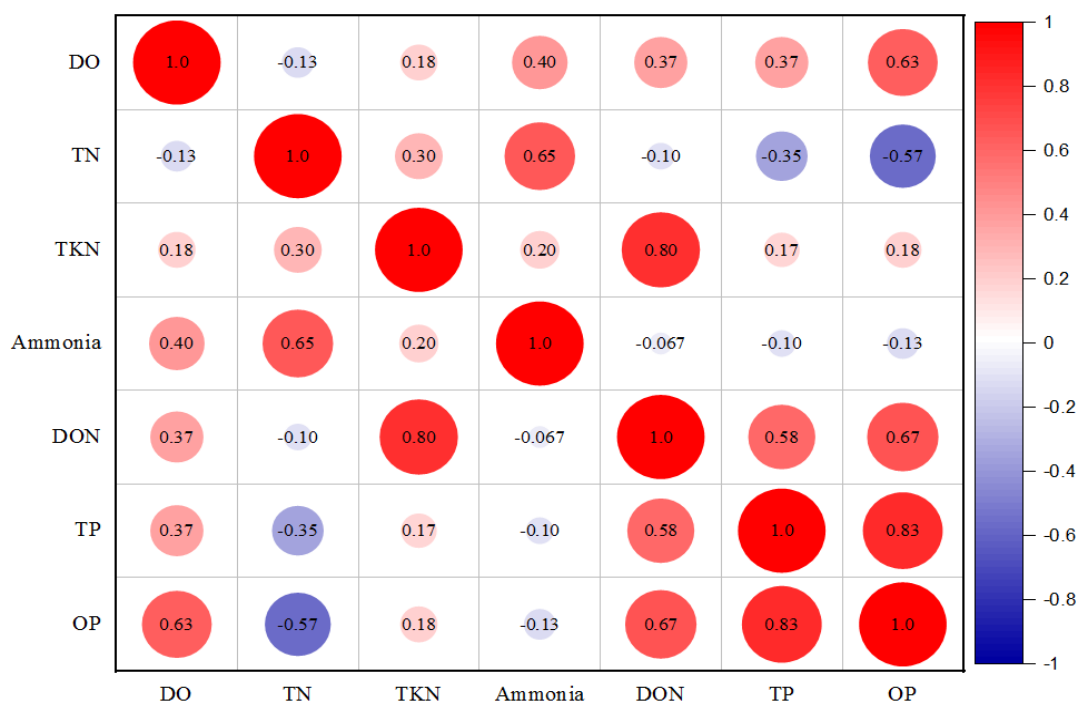 DO 1.0 -0.13 0.18 0.40 0.37 0.37 0.63
TN -0.13 1.0 0.30 0.65 -0.10 -0.35 -0.57
TKN 0.18 0.30 1.0 0.20 0.80 0.17 0.18
Ammonia 0.40 0.65 0.20 1.0 -0.067 -0.10 -0.13
DON 0.37 -0.10 0.80 -0.067 1.0 0.58 0.67
TP 0.37 -0.35 0.17 -0.10 0.58 1.0 0.83
OP 0.63 -0.57 0.18 -0.13 0.67 0.83 1.0
DO TN TKN Ammonia DON TP OP
1
0.8
0.6
0.4
0.2
0
-0.2
-0.4
-0.6
-0.8
-1